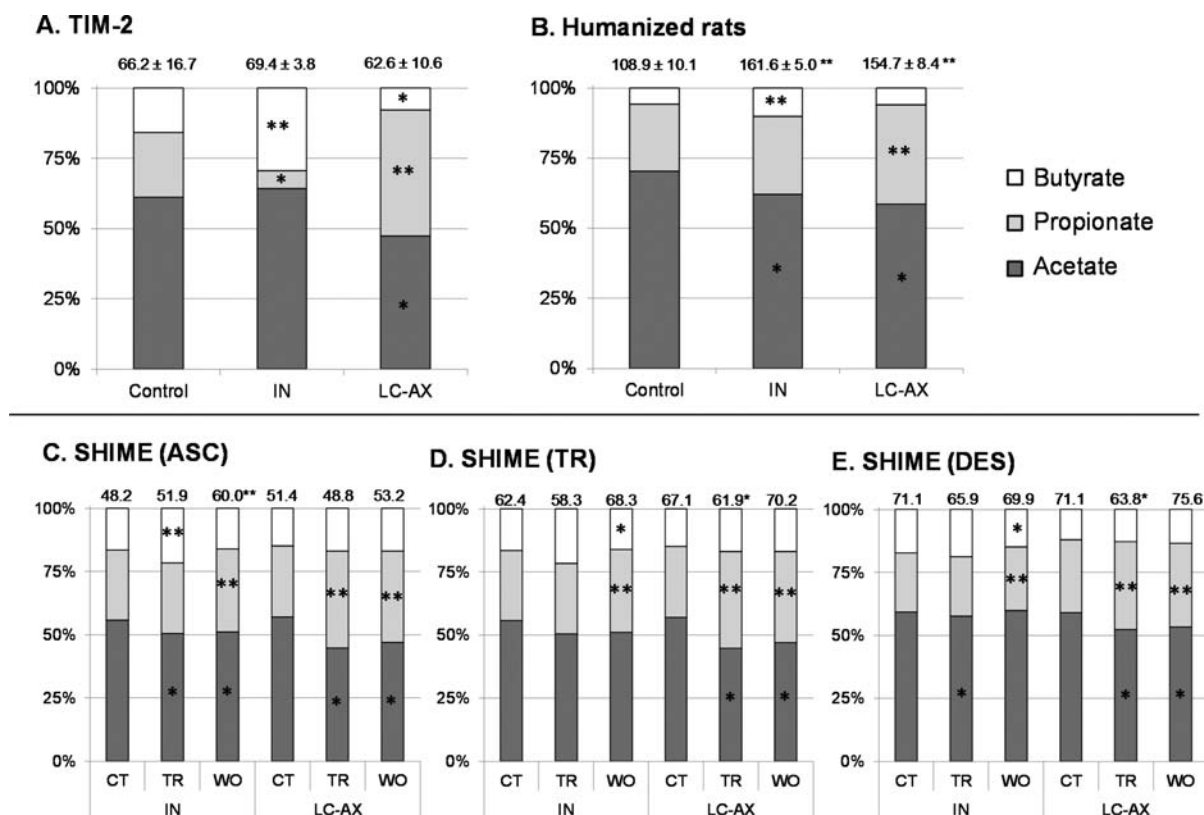 A. TIM-2
66.2 ± 16.7 69.4 ± 3.8 62.6 ± 10.6
100%
75%
50%
25%
0%
** * * ** *
Control IN LC-AX
B. Humanized rats
108.9 ± 10.1 161.6 ± 5.0 ** 154.7 ± 8.4 **
100%
75%
50%
25%
0%
** * ** *
Control IN LC-AX
Butyrate
Propionate
Acetate
C. SHIME (ASC)
48.2 51.9 60.0** 51.4 48.8 53.2
100%
75%
50%
25%
0%
** * ** * ** * ** *
CT TR WO CT TR WO
IN LC-AX
D. SHIME (TR)
62.4 58.3 68.3 67.1 61.9* 70.2
100%
75%
50%
25%
0%
* ** ** * ** *
CT TR WO CT TR WO
IN LC-AX
E. SHIME (DES)
71.1 65.9 69.9 71.1 63.8* 75.6
100%
75%
50%
25%
0%
* * ** ** * ** *
CT TR WO CT TR WO
IN LC-AX